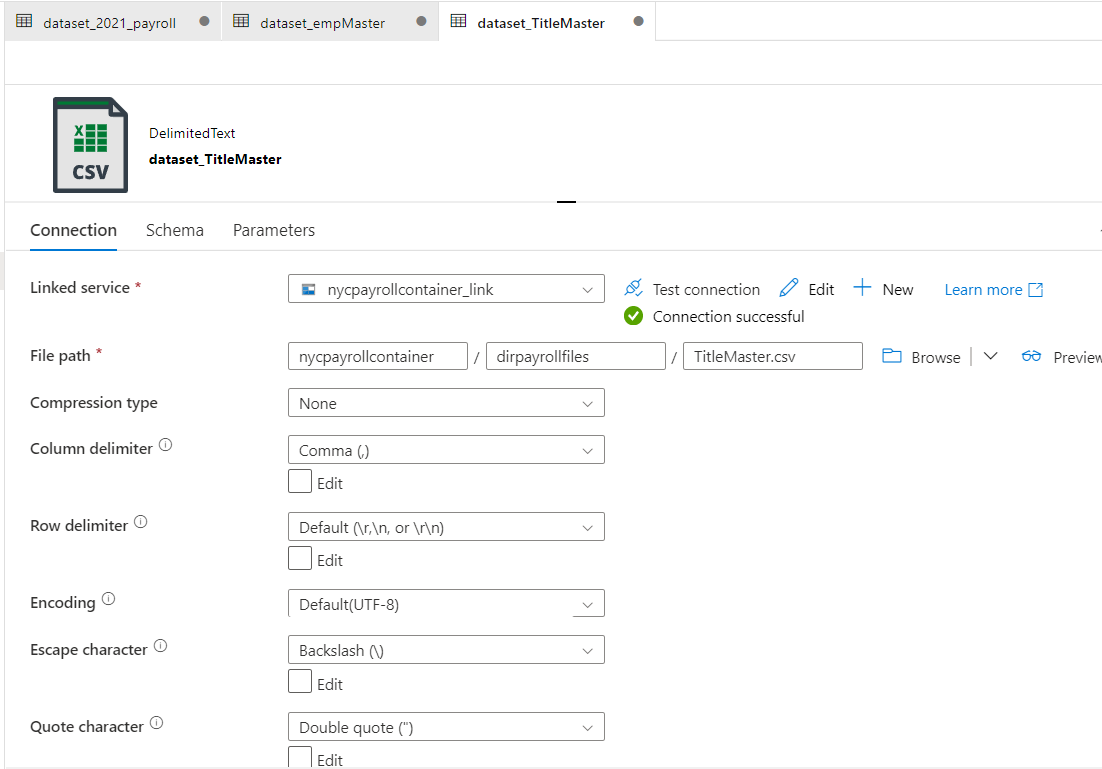 dataset_2021_payroll dataset_empMaster dataset_TitleMaster
X
CSV
DelimitedText
dataset_TitleMaster
Connection Schema Parameters
Linked service * nycpayrollcontainer_link Test connection Edit New Learn more
Connection successful
File path * nycpayrollcontainer / dirpayrollfiles / TitleMaster.csv Browse Preview
Compression type None
Column delimiter Comma (,)
Edit
Row delimiter Default (\r,\n, or \r\n)
Edit
Encoding Default(UTF-8)
Escape character Backslash (\)
Edit
Quote character Double quote (")
Edit